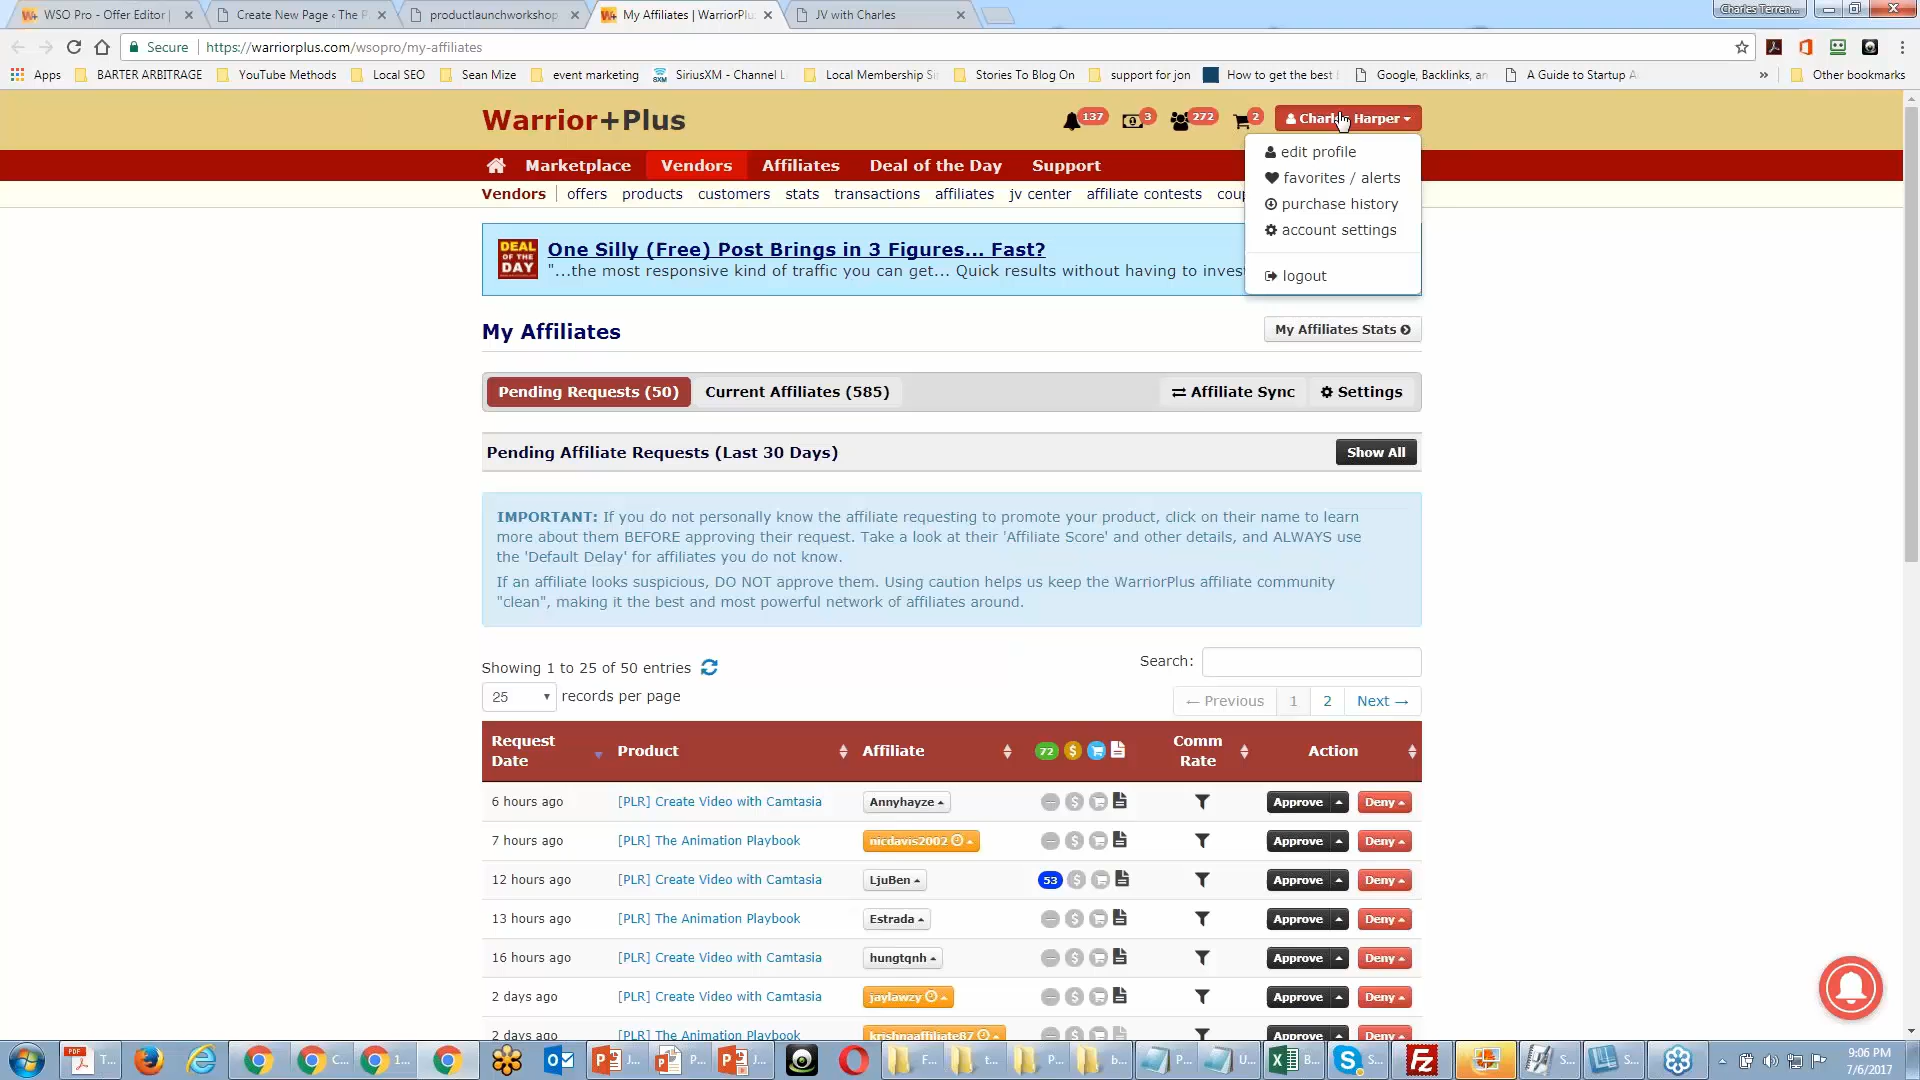 WSO Pro - Offer Editor
Create New Page ‹ The P
productlaunchworkshop
My Affiliates | WarriorPlu
JV with Charles
Charles Terren...
Secure
https://warriorplus.com/wsopro/my-affiliates
Apps
BARTER ARBITRAGE
YouTube Methods
Local SEO
Sean Mize
event marketing
SiriusXM - Channel L
Local Membership Si
Stories To Blog On
support for jon
How to get the best
Google, Backlinks, an
A Guide to Startup A
»
Other bookmarks
Warrior+Plus
137
3
272
2
Charles Harper
edit profile
favorites / alerts
purchase history
account settings
logout
Marketplace
Vendors
Affiliates
Deal of the Day
Support
Vendors
offers
products
customers
stats
transactions
affiliates
jv center
affiliate contests
coup
DEAL
OF THE
DAY
One Silly (Free) Post Brings in 3 Figures... Fast?
"...the most responsive kind of traffic you can get... Quick results without having to inves
My Affiliates
My Affiliates Stats
Pending Requests (50)
Current Affiliates (585)
Affiliate Sync
Settings
Pending Affiliate Requests (Last 30 Days)
Show All
IMPORTANT: If you do not personally know the affiliate requesting to promote your product, click on their name to learn
more about them BEFORE approving their request. Take a look at their 'Affiliate Score' and other details, and ALWAYS use
the 'Default Delay' for affiliates you do not know.
If an affiliate looks suspicious, DO NOT approve them. Using caution helps us keep the WarriorPlus affiliate community
"clean", making it the best and most powerful network of affiliates around.
Showing 1 to 25 of 50 entries
Search:
25
records per page
← Previous
1
2
Next →
Request
Date
Product
Affiliate
72
$
Comm
Rate
Action
6 hours ago
[PLR] Create Video with Camtasia
Annyhayze
$
Approve
Deny
7 hours ago
[PLR] The Animation Playbook
nicdavis2002
$
Approve
Deny
12 hours ago
[PLR] Create Video with Camtasia
LjuBen
53
$
Approve
Deny
13 hours ago
[PLR] The Animation Playbook
Estrada
$
Approve
Deny
16 hours ago
[PLR] Create Video with Camtasia
hungtqnh
$
Approve
Deny
2 days ago
[PLR] Create Video with Camtasia
jaylawzy
$
Approve
Deny
2 days ago
[PLR] The Animation Playbook
krishnaaffiliate87
$
Approve
Deny
PDF
T...
C...
1...
J...
P...
J...
F...
t...
P...
b...
P...
U...
B...
S...
S...
S...
9:06 PM
7/6/2017